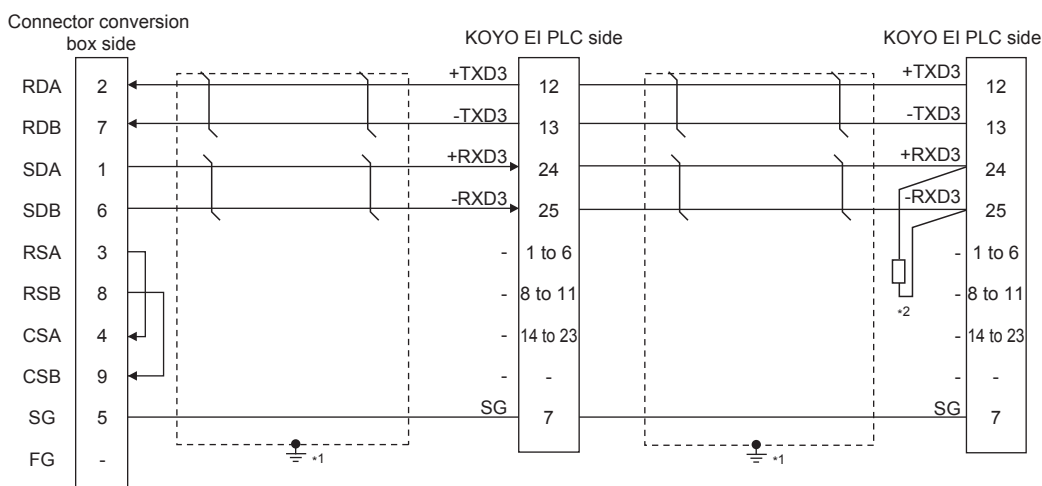 Connector conversion
box side
KOYO EI PLC side
KOYO EI PLC side
RDA 2 +TXD3 12 +TXD3 12
RDB 7 -TXD3 13 -TXD3 13
SDA 1 +RXD3 24 +RXD3 24
SDB 6 -RXD3 25 -RXD3 25
RSA 3 - 1 to 6 - 1 to 6
RSB 8 - 8 to 11 - 8 to 11
*2
CSA 4 - 14 to 23 - 14 to 23
CSB 9 - - - -
SG 5 SG 7 SG 7
*1 *1
FG -